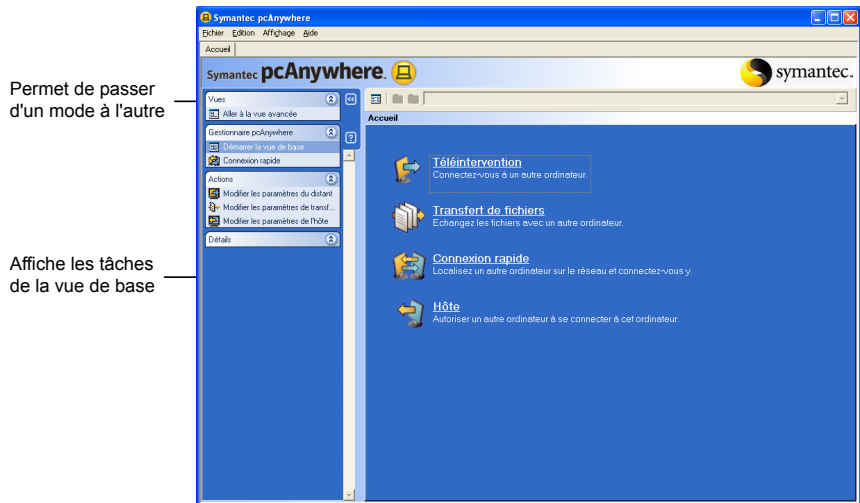 Symantec pcAnywhere
Fichier Edition Affichage Aide
Accueil
Symantec pcAnywhere.
symantec.
Permet de passer
d'un mode à l'autre
Vues
Aller à la vue avancée
Gestionnaire pcAnywhere
Démarrer la vue de base
Connexion rapide
Actions
Modifier les paramètres du distant
Modifier les paramètres de transf...
Modifier les paramètres de l'hôte
Détails
Affiche les tâches
de la vue de base
Accueil
Téléintervention
Connectez-vous à un autre ordinateur.
Transfert de fichiers
Echangez les fichiers avec un autre ordinateur.
Connexion rapide
Localisez un autre ordinateur sur le réseau et connectez-vous y.
Hôte
Autoriser un autre ordinateur à se connecter à cet ordinateur.